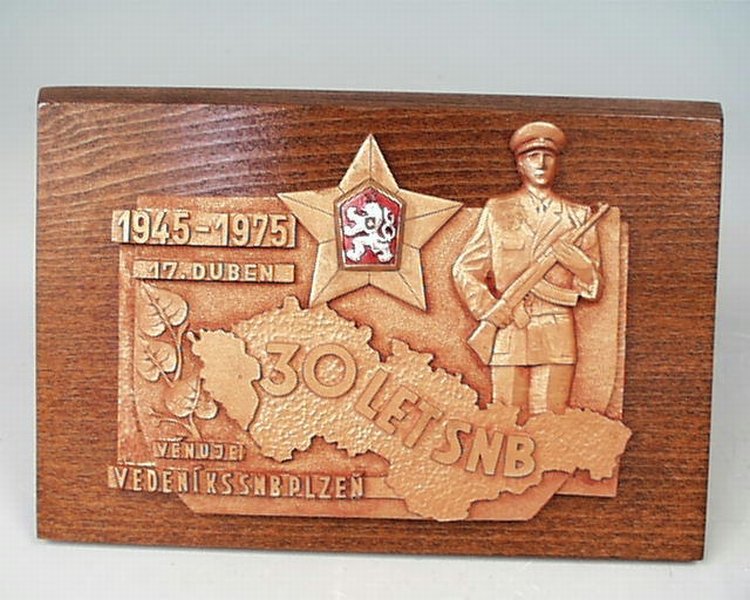 1945-1975
17. DUBEN
30 LET SNB
VĚNUJE
VEDENÍ KS SNB PLZEŇ